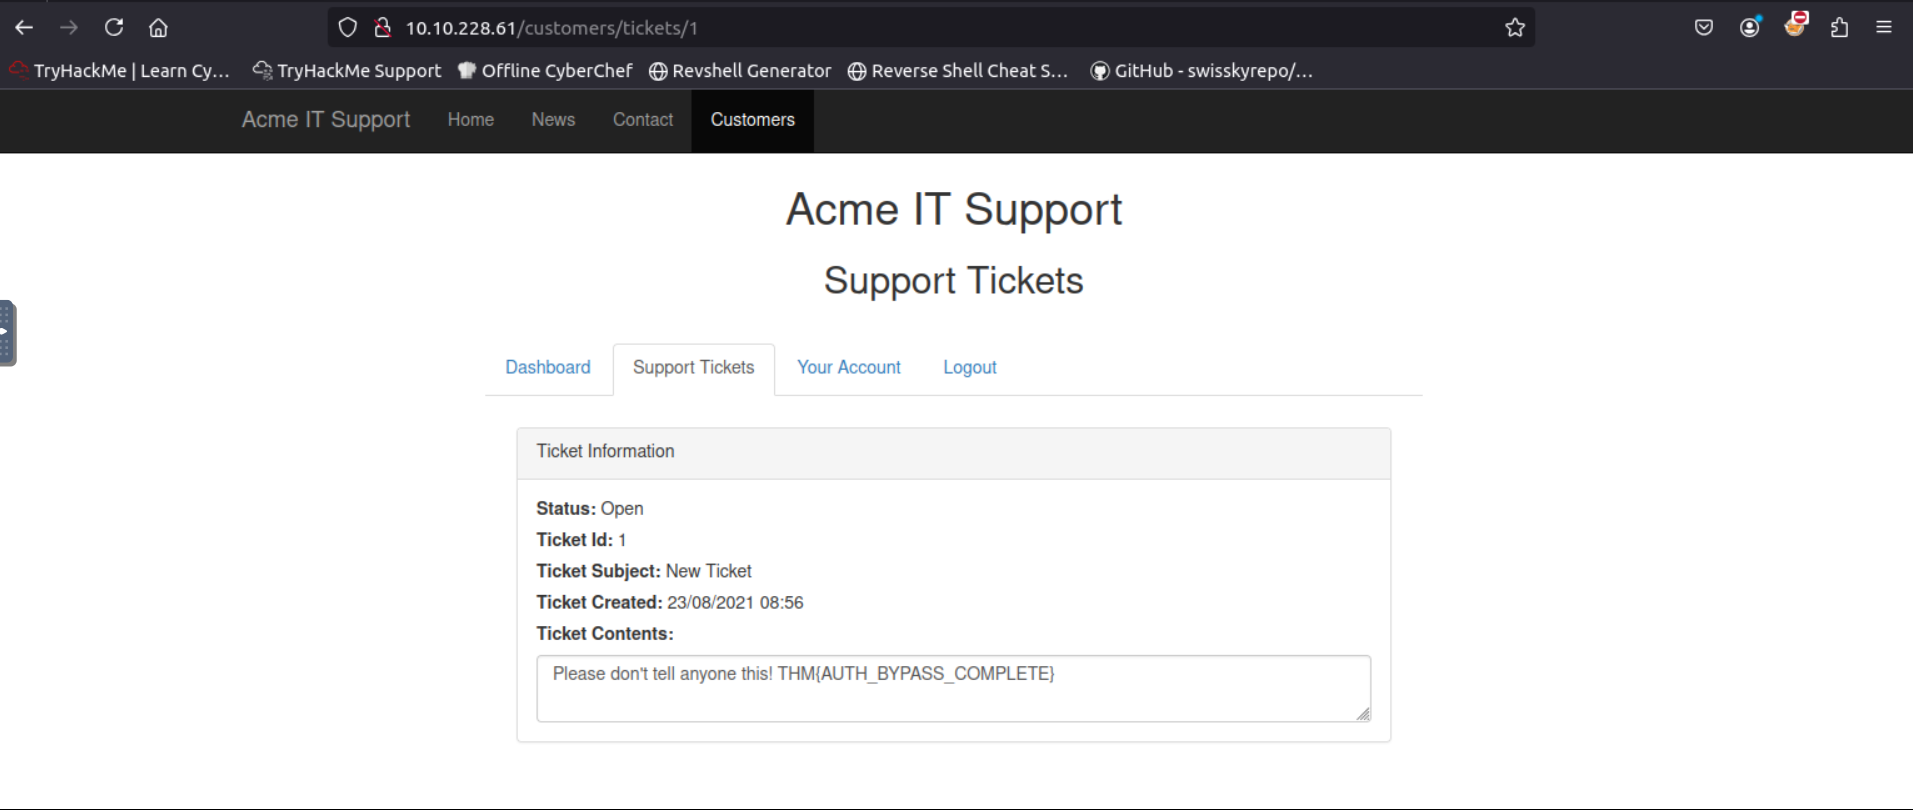 10.10.228.61/customers/tickets/1
TryHackMe | Learn Cy... TryHackMe Support Offline CyberChef Revshell Generator Reverse Shell Cheat S... GitHub - swisskyrepo/...
Acme IT Support Home News Contact Customers
Acme IT Support
Support Tickets
Dashboard Support Tickets Your Account Logout
Ticket Information
Status: Open
Ticket Id: 1
Ticket Subject: New Ticket
Ticket Created: 23/08/2021 08:56
Ticket Contents:
Please don't tell anyone this! THM{AUTH_BYPASS_COMPLETE}